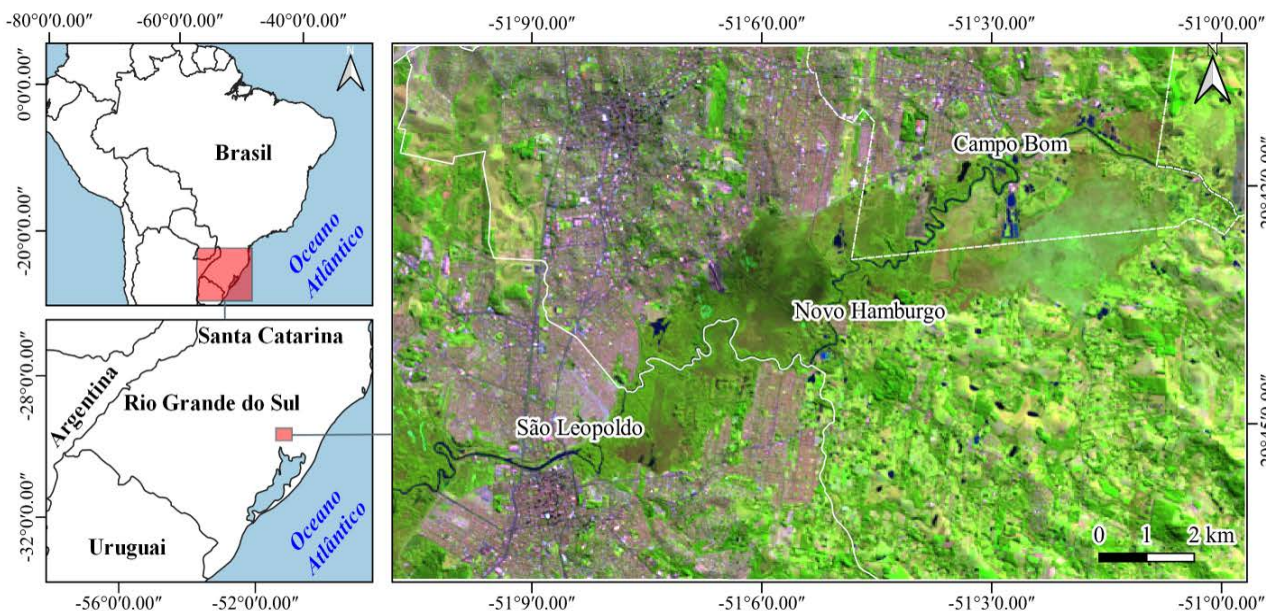 -80°0'0.00"
-60°0'0.00"
-40°0'0.00"
0°0'0.00"
-20°0'0.00"
N
Brasil
Oceano
Atlântico
Santa Catarina
Argentina
Rio Grande do Sul
Uruguai
Oceano
Atlântico
-28°0'0.00"
-32°0'0.00"
-56°0'0.00"
-52°0'0.00"
-51°9'0.00"
-51°6'0.00"
-51°3'0.00"
-51°0'0.00"
N
Campo Bom
Novo Hamburgo
São Leopoldo
0 1 2 km
-51°9'0.00"
-51°6'0.00"
-51°3'0.00"
-51°0'0.00"